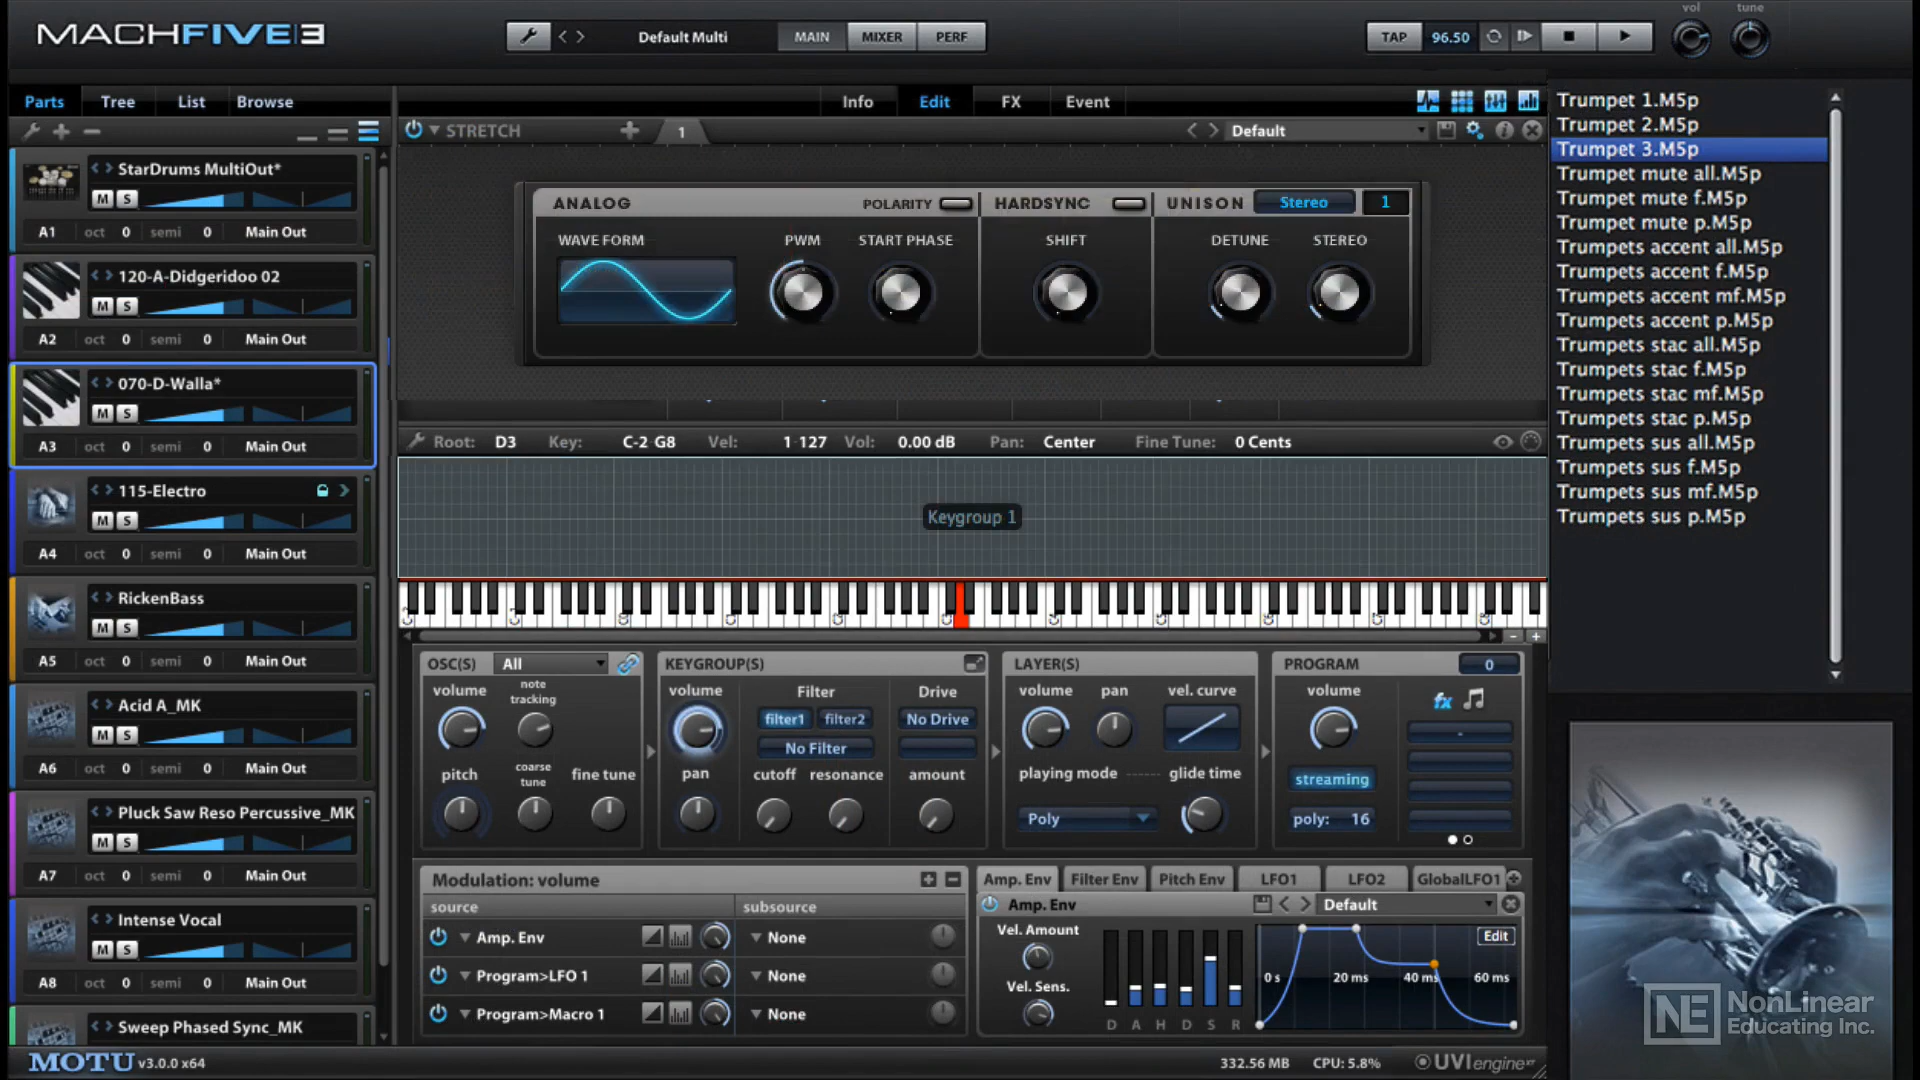 MACHFIVE|3
Default Multi
MAIN MIXER PERF
TAP 96.50
vol tune
Parts Tree List Browse
Info Edit FX Event
STRETCH 1 Default
StarDrums MultiOut*
M S
A1 oct 0 semi 0 Main Out
120-A-Didgeridoo 02
M S
A2 oct 0 semi 0 Main Out
070-D-Walla*
M S
A3 oct 0 semi 0 Main Out
115-Electro
M S
A4 oct 0 semi 0 Main Out
RickenBass
M S
A5 oct 0 semi 0 Main Out
Acid A_MK
M S
A6 oct 0 semi 0 Main Out
Pluck Saw Reso Percussive_MK
M S
A7 oct 0 semi 0 Main Out
Intense Vocal
M S
A8 oct 0 semi 0 Main Out
Sweep Phased Sync_MK
ANALOG POLARITY HARDSYNC UNISON Stereo 1
WAVE FORM PWM START PHASE SHIFT DETUNE STEREO
Root: D3 Key: C-2 G8 Vel: 1 127 Vol: 0.00 dB Pan: Center Fine Tune: 0 Cents
Keygroup 1
OSC(S) All
volume note tracking
pitch coarse tune fine tune
KEYGROUP(S)
volume Filter Drive
filter1 filter2 No Drive
No Filter
pan cutoff resonance amount
LAYER(S)
volume pan vel. curve
playing mode glide time
Poly
PROGRAM 0
volume fx
-
streaming
poly: 16
Modulation: volume
source subsource
Amp. Env None
Program>LFO 1 None
Program>Macro 1 None
Amp. Env Filter Env Pitch Env LFO1 LFO2 GlobalLFO1
Amp. Env Default
Vel. Amount
Vel. Sens.
D A H D S R
Edit
0 s 20 ms 40 ms 60 ms
Trumpet 1.M5p
Trumpet 2.M5p
Trumpet 3.M5p
Trumpet mute all.M5p
Trumpet mute f.M5p
Trumpet mute p.M5p
Trumpets accent all.M5p
Trumpets accent f.M5p
Trumpets accent mf.M5p
Trumpets accent p.M5p
Trumpets stac all.M5p
Trumpets stac f.M5p
Trumpets stac mf.M5p
Trumpets stac p.M5p
Trumpets sus all.M5p
Trumpets sus f.M5p
Trumpets sus mf.M5p
Trumpets sus p.M5p
NE NonLinear
Educating Inc.
MOTU v3.0.0 x64
332.56 MB CPU: 5.8% UVIengine